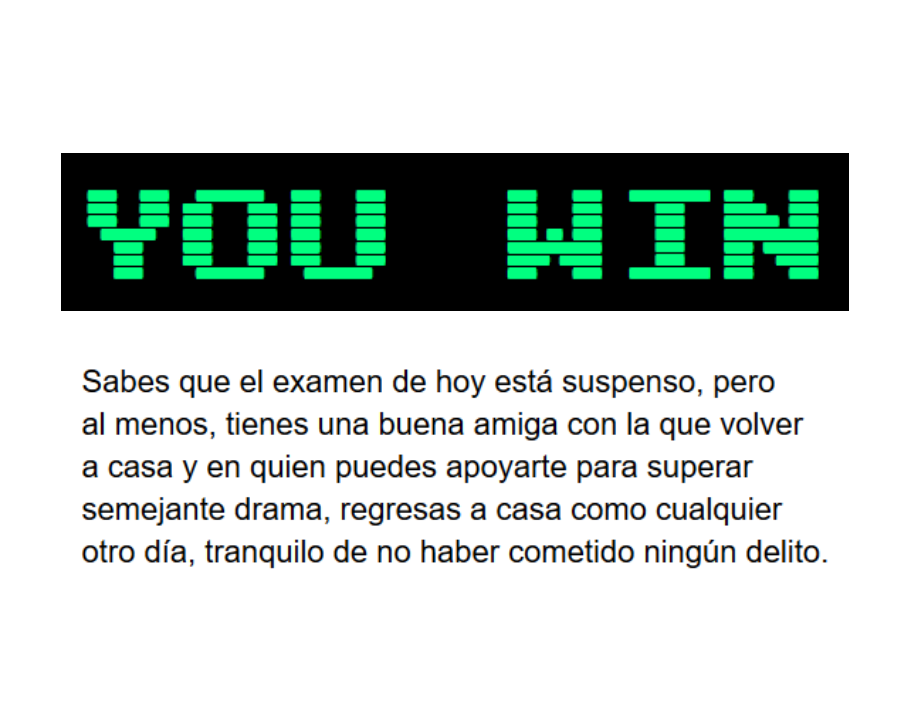 YOU WIN
Sabes que el examen de hoy está suspenso, pero
al menos, tienes una buena amiga con la que volver
a casa y en quien puedes apoyarte para superar
semejante drama, regresas a casa como cualquier
otro día, tranquilo de no haber cometido ningún delito.